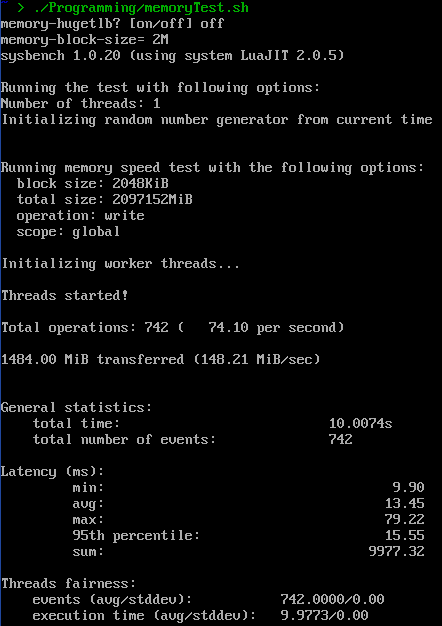 ~ > ./Programming/memoryTest.sh
memory-hugetlb? [on/off] off
memory-block-size= 2M
sysbench 1.0.20 (using system LuaJIT 2.0.5)
Running the test with following options:
Number of threads: 1
Initializing random number generator from current time
Running memory speed test with the following options:
block size: 2048KiB
total size: 2097152MiB
operation: write
scope: global
Initializing worker threads...
Threads started!
Total operations: 742 (   74.10 per second)
1484.00 MiB transferred (148.21 MiB/sec)
General statistics:
total time: 10.0074s
total number of events: 742
Latency (ms):
min: 9.90
avg: 13.45
max: 79.22
95th percentile: 15.55
sum: 9977.32
Threads fairness:
events (avg/stddev): 742.0000/0.00
execution time (avg/stddev): 9.9773/0.00